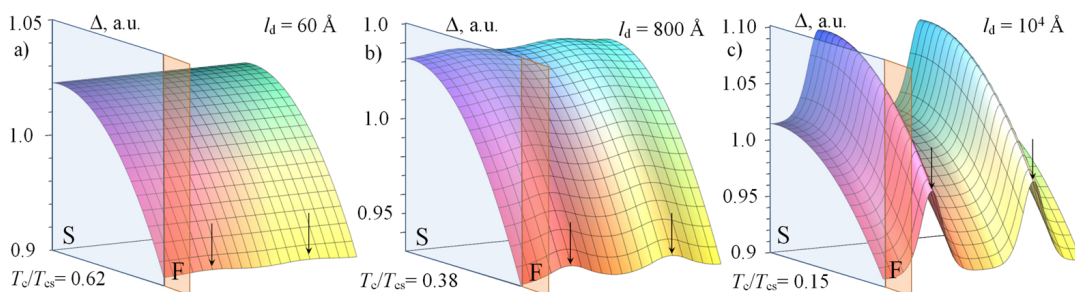 a)
Δ, a.u.
l_d = 60 Å
1.05
1.0
0.9
S
F
T_c/T_cs= 0.62
b)
Δ, a.u.
l_d = 800 Å
1.0
1.0
0.95
S
F
T_c/T_cs= 0.38
c)
Δ, a.u.
l_d = 10⁴ Å
1.10
1.05
1.0
0.95
0.9
S
F
T_c/T_cs= 0.15